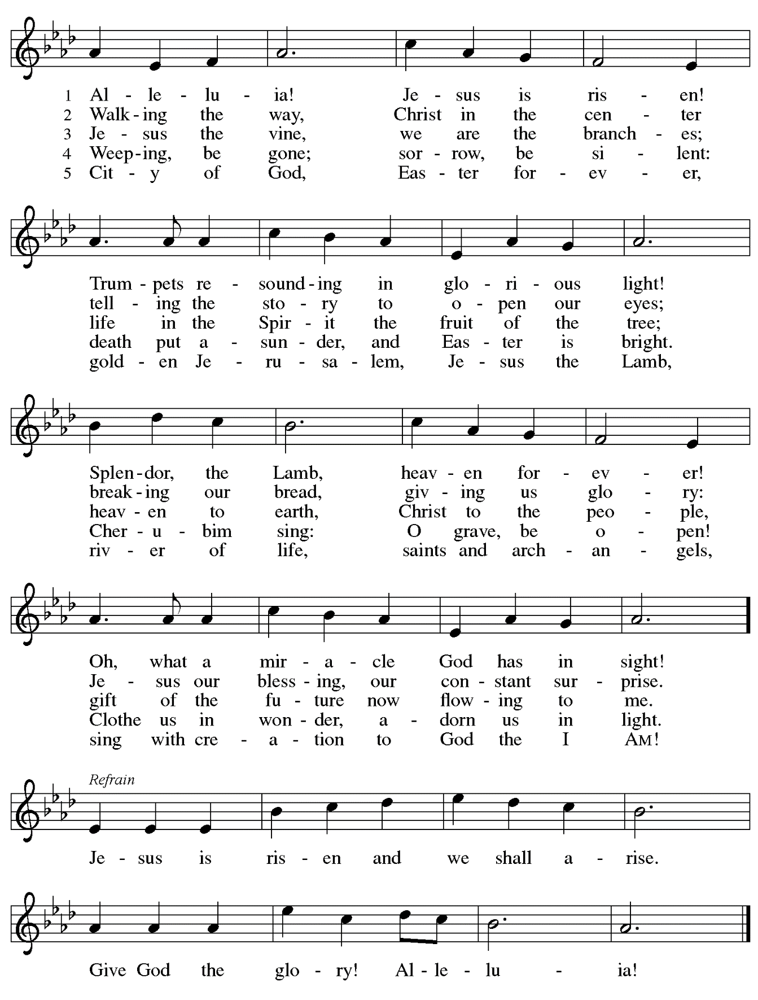 1 Al - le - lu - ia! Je - sus is ris - en!
2 Walk - ing the way, Christ in the cen - ter
3 Je - sus the vine, we are the branch - es;
4 Weep - ing, be gone; sor - row, be si - lent:
5 Cit - y of God, Eas - ter for - ev - er,
Trum - pets re - sound - ing in glo - ri - ous light!
tell - ing the sto - ry to o - pen our eyes;
life in the Spir - it the fruit of the tree;
death put a - sun - der, and Eas - ter is bright.
gold - en Je - ru - sa - lem, Je - sus the Lamb,
Splen - dor, the Lamb, heav - en for - ev - er!
break - ing our bread, giv - ing us glo - ry:
heav - en to earth, Christ to the peo - ple,
Cher - u - bim sing: O grave, be o - pen!
riv - er of life, saints and arch - an - gels,
Oh, what a mir - a - cle God has in sight!
Je - sus our bless - ing, our con - stant sur - prise.
gift of the fu - ture now flow - ing to me.
Clothe us in won - der, a - dorn us in light.
sing with cre - a - tion to God the I AM!
Refrain
Je - sus is ris - en and we shall a - rise.
Give God the glo - ry! Al - le - lu - ia!